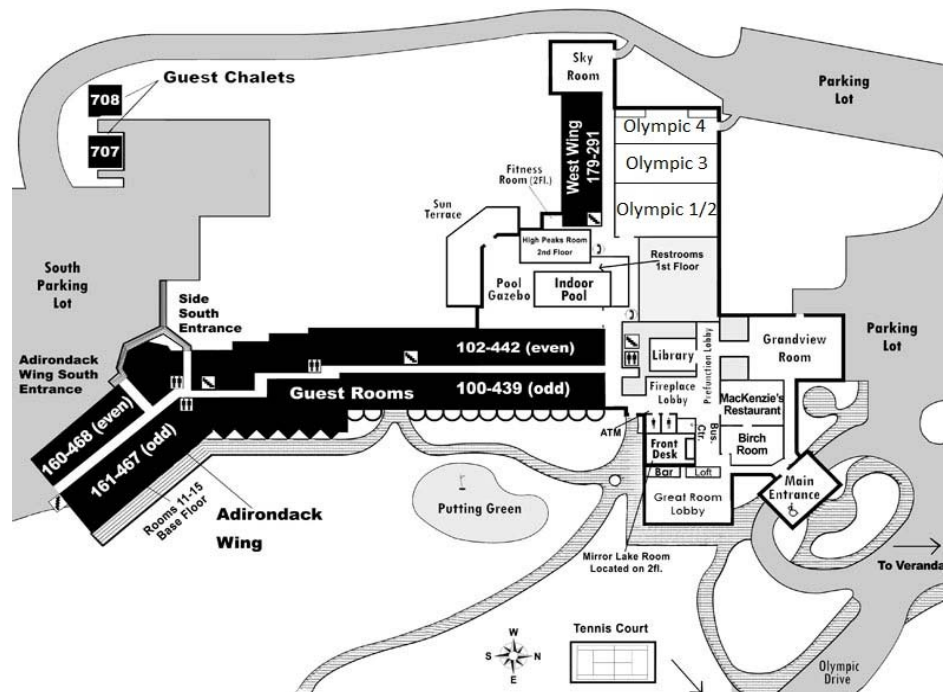 Guest Chalets
708
707
Sky
Room
Parking
Lot
West Wing
179-291
Olympic 4
Olympic 3
Olympic 1/2
Fitness
Room (2Fl.)
Sun
Terrace
High Peaks Room
2nd Floor
Restrooms
1st Floor
Pool
Gazebo
Indoor
Pool
South
Parking
Lot
Side
South
Entrance
Adirondack
Wing South
Entrance
102-442 (even)
Guest Rooms
100-439 (odd)
160-468 (even)
161-467 (odd)
Rooms 11-15
Base Floor
Adirondack
Wing
Library
Prefunction Lobby
Fireplace
Lobby
Grandview
Room
Parking
Lot
MacKenzie's
Restaurant
ATM
Bus.
Ctr.
Birch
Room
Front
Desk
Bar
Loft
Great Room
Lobby
Main
Entrance
Putting Green
Mirror Lake Room
Located on 2fl.
To Veranda
Tennis Court
W
S
N
E
Olympic
Drive